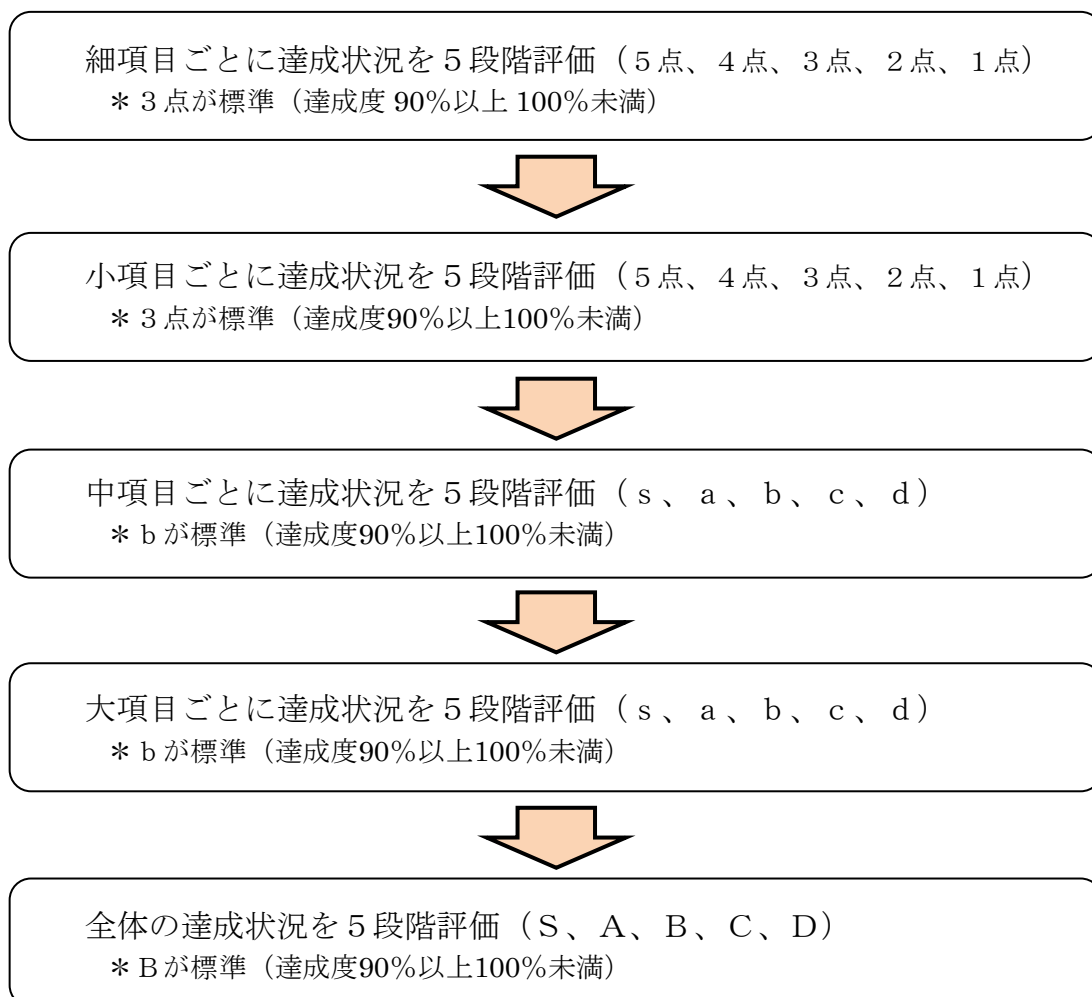 細項目ごとに達成状況を５段階評価（５点、４点、３点、２点、１点）
＊３点が標準（達成度 90％以上 100％未満）
小項目ごとに達成状況を５段階評価（５点、４点、３点、２点、１点）
＊３点が標準（達成度90％以上100％未満）
中項目ごとに達成状況を５段階評価（ｓ、ａ、ｂ、ｃ、ｄ）
＊ｂが標準（達成度90％以上100％未満）
大項目ごとに達成状況を５段階評価（ｓ、ａ、ｂ、ｃ、ｄ）
＊ｂが標準（達成度90％以上100％未満）
全体の達成状況を５段階評価（Ｓ、Ａ、Ｂ、Ｃ、Ｄ）
＊Ｂが標準（達成度90％以上100％未満）